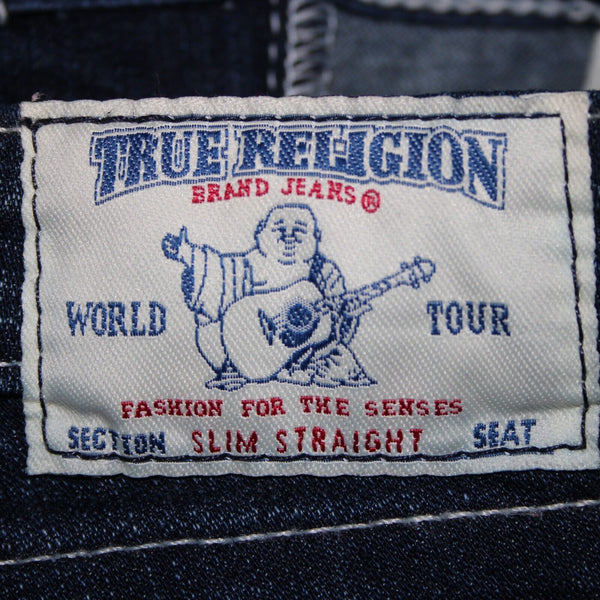 TRUE RELIGION
BRAND JEANS®
WORLD TOUR
FASHION FOR THE SENSES
SECTION SLIM STRAIGHT SEAT